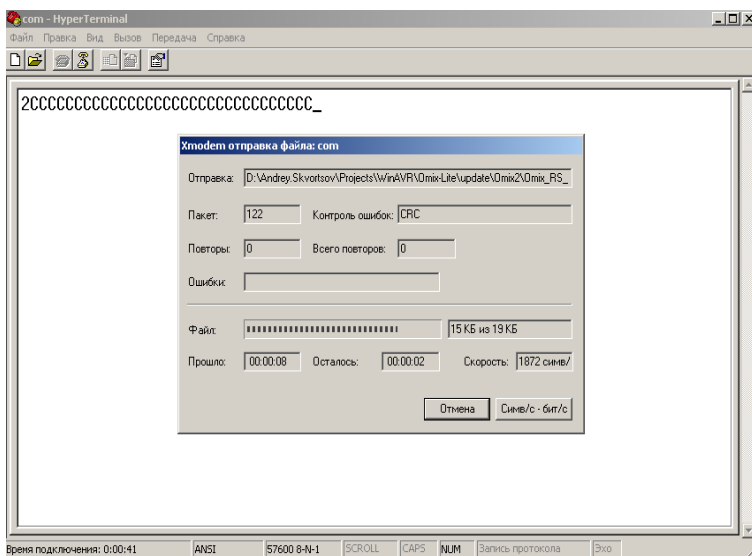 com - HyperTerminal
Файл Правка Вид Вызов Передача Справка
2CCCCCCCCCCCCCCCCCCCCCCCCCCCCCCCCC_
Xmodem отправка файла: com
Отправка: D:\Andrey.Skvortsov\Projects\WinAVR\Omix-Lite\update\Omix2\Omix_RS_
Пакет: 122 Контроль ошибок: CRC
Повторы: 0 Всего повторов: 0
Ошибки:
Файл: 15 КБ из 19 КБ
Прошло: 00:00:08 Осталось: 00:00:02 Скорость: 1872 симв/
Отмена Симв/с - бит/с
Время подключения: 0:00:41 ANSI 57600 8-N-1 SCROLL CAPS NUM Запись протокола Эхо